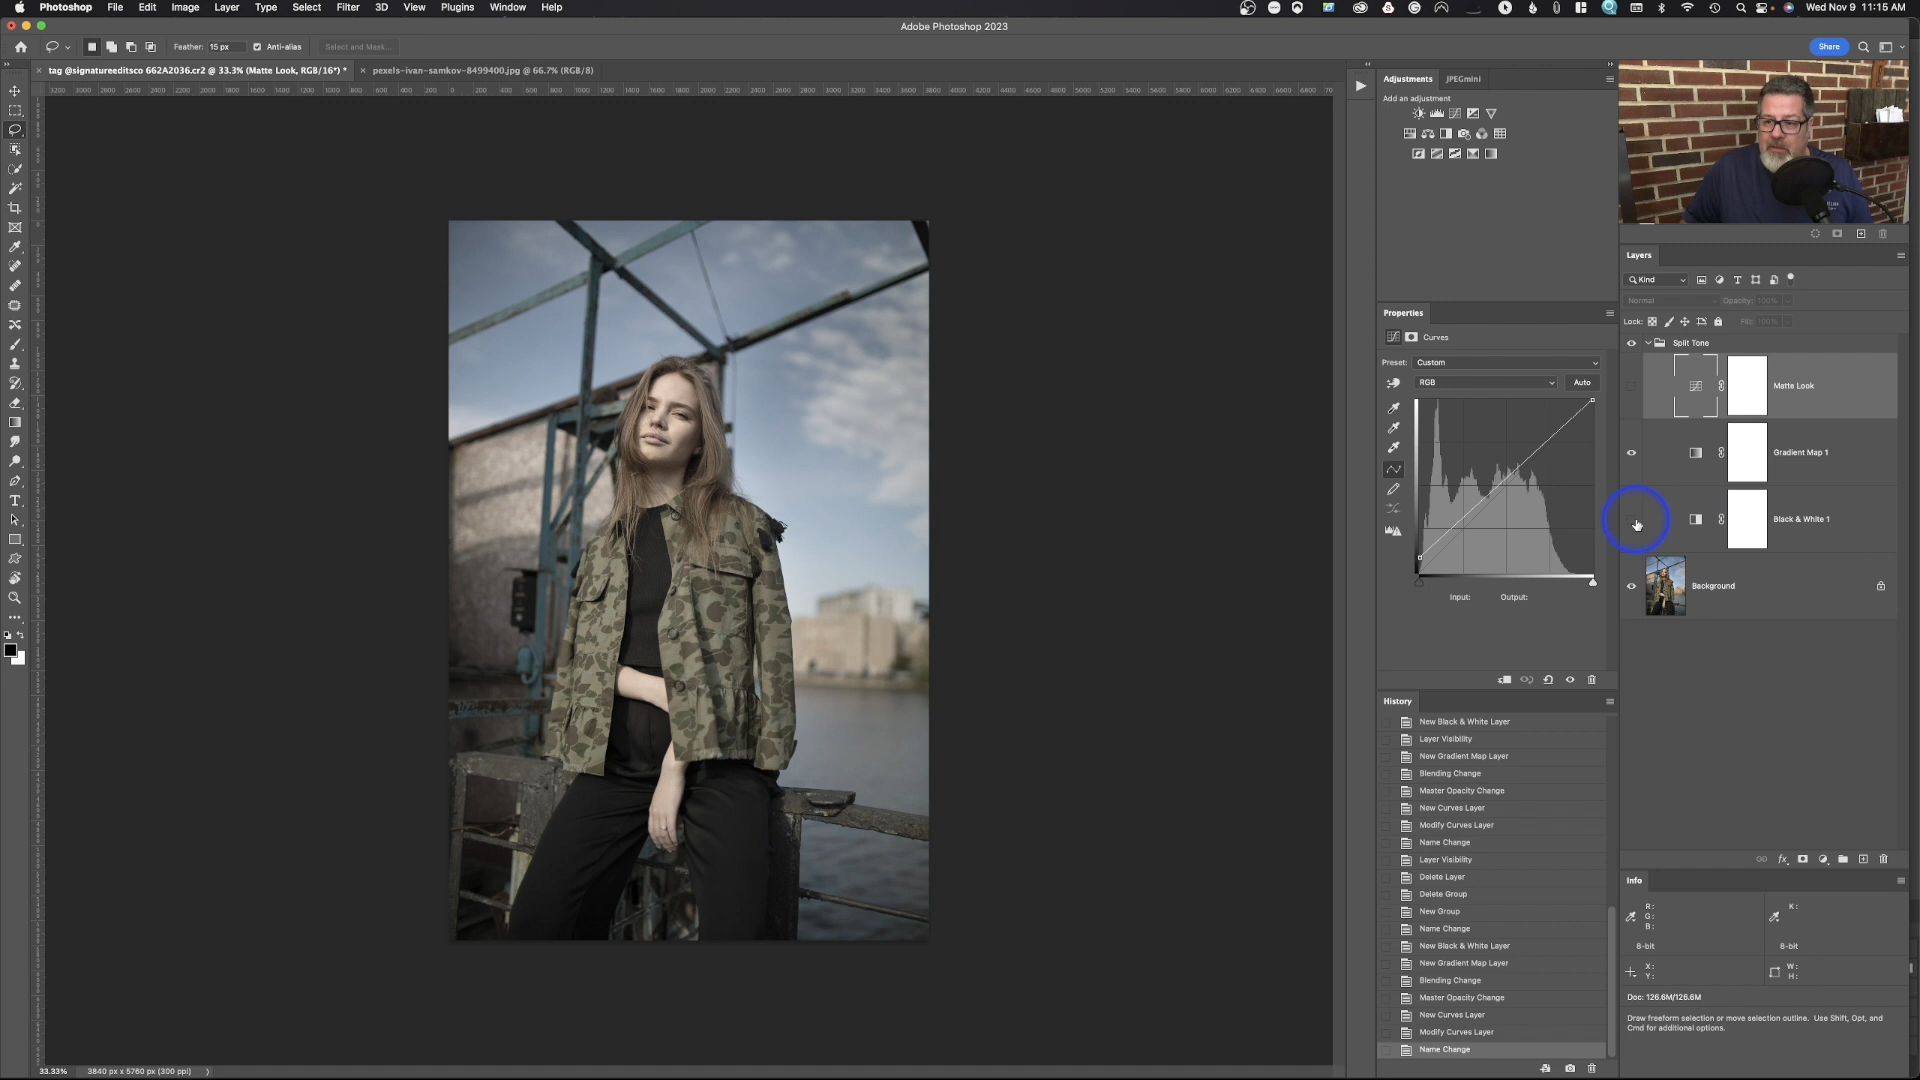 Photoshop File Edit Image Layer Type Select Filter 3D View Plugins Window Help Wed Nov 9 11:15 AM
Adobe Photoshop 2023
Feather: 15 px Anti-alias Select and Mask... Share
tag @signatureeditsco 662A2036.cr2 @ 33.3% (Matte Look, RGB/16*) * pexels-ivan-samkov-8499400.jpg @ 66.7% (RGB/8)
Adjustments JPEGmini
Add an adjustment
Properties
Curves
Preset: Custom
RGB Auto
Input: Output:
History
New Black & White Layer
Layer Visibility
New Gradient Map Layer
Blending Change
Master Opacity Change
New Curves Layer
Modify Curves Layer
Name Change
Layer Visibility
Delete Layer
Delete Group
New Group
Name Change
New Black & White Layer
New Gradient Map Layer
Blending Change
Master Opacity Change
New Curves Layer
Modify Curves Layer
Name Change
Layers
Kind
Normal Opacity: 100%
Lock: Fill: 100%
Split Tone
Matte Look
Gradient Map 1
Black & White 1
Background
Info
R: K:
G:
B:
8-bit 8-bit
X: W:
Y: H:
Doc: 126.6M/126.6M
Draw freeform selection or move selection outline. Use Shift, Opt, and
Cmd for additional options.
33.33% 3840 px x 5760 px (300 ppi)